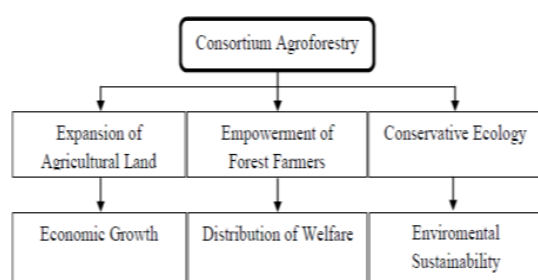 Consortium Agroforestry
Expansion of
Agricultural Land
Empowerment of
Forest Farmers
Conservative Ecology
Economic Growth
Distribution of Welfare
Enviromental
Sustainability